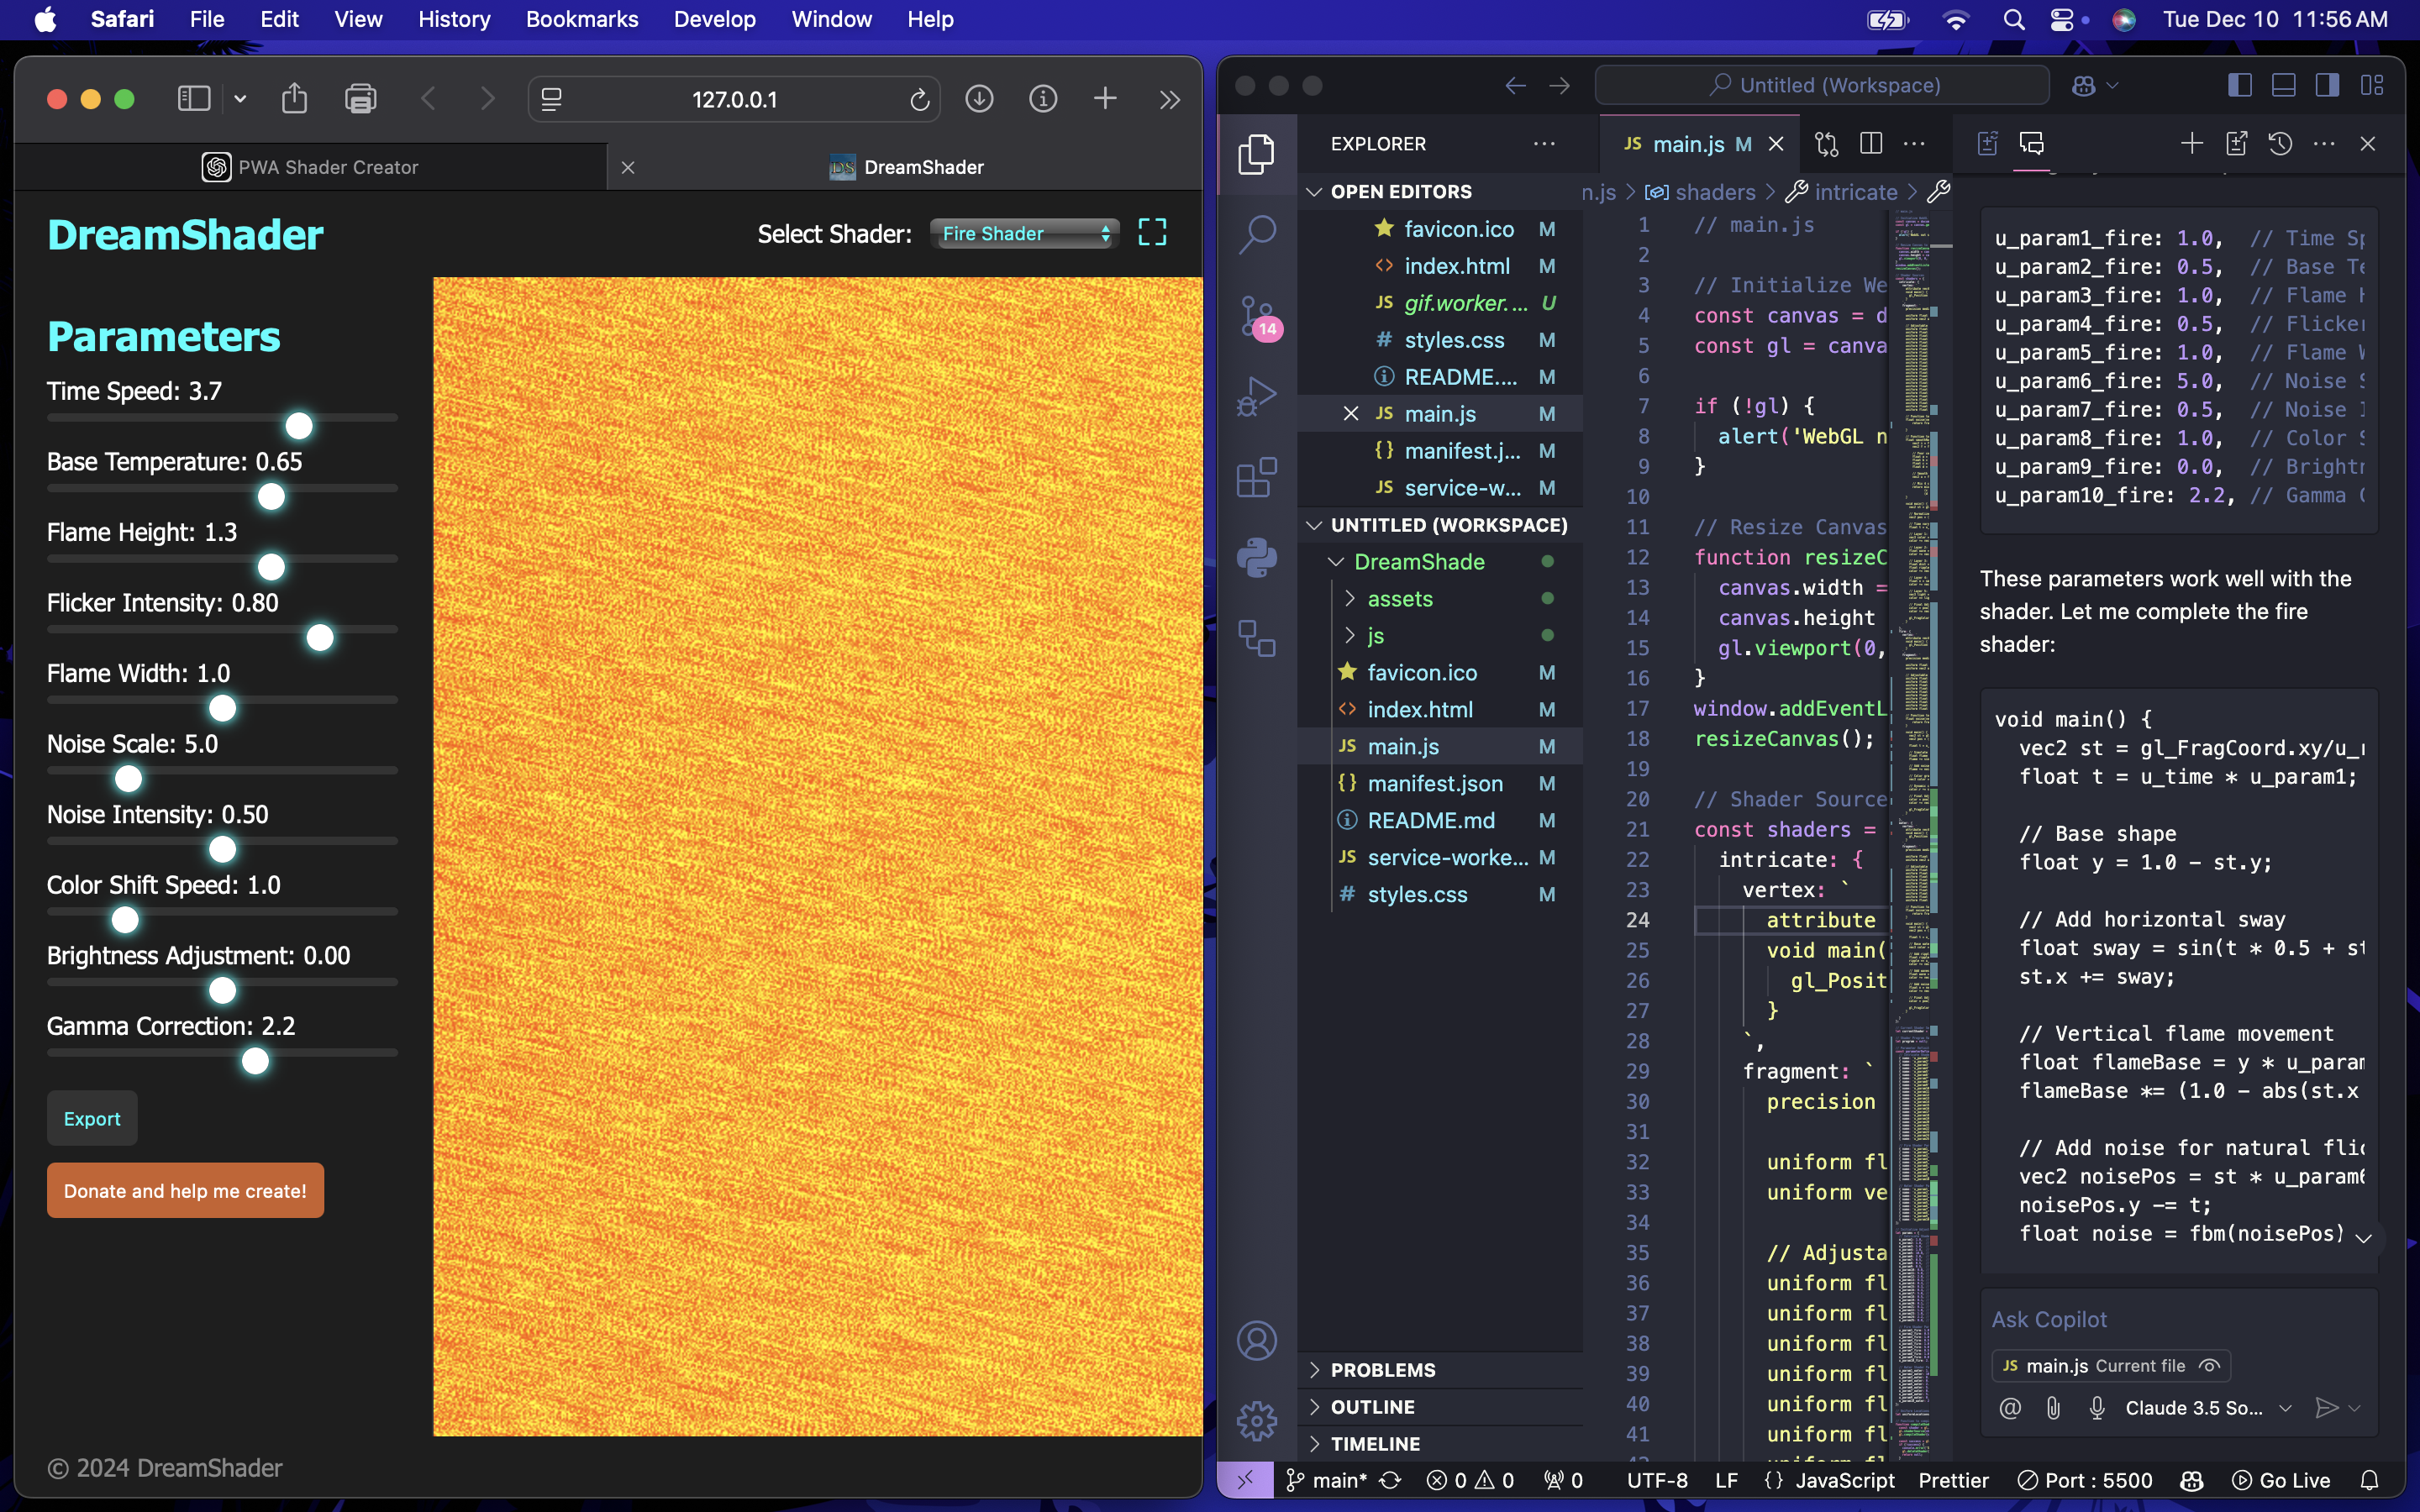 Safari File Edit View History Bookmarks Develop Window Help
Tue Dec 10 11:56 AM
127.0.0.1
PWA Shader Creator
DreamShader
DreamShader
Select Shader: Fire Shader
Parameters
Time Speed: 3.7
Base Temperature: 0.65
Flame Height: 1.3
Flicker Intensity: 0.80
Flame Width: 1.0
Noise Scale: 5.0
Noise Intensity: 0.50
Color Shift Speed: 1.0
Brightness Adjustment: 0.00
Gamma Correction: 2.2
Export
Donate and help me create!
© 2024 DreamShader
Untitled (Workspace)
14
EXPLORER
OPEN EDITORS
favicon.ico M
index.html M
JS gif.worker.... U
# styles.css M
README.... M
JS main.js M
{} manifest.j... M
JS service-w... M
UNTITLED (WORKSPACE)
DreamShade
assets
js
favicon.ico M
index.html M
JS main.js M
{} manifest.json M
README.md M
JS service-worke... M
# styles.css M
PROBLEMS
OUTLINE
TIMELINE
JS main.js M
n.js > shaders > intricate >
1 // main.js
2
3 // Initialize We
4 const canvas = d
5 const gl = canva
6
7 if (!gl) {
8 alert('WebGL n
9 }
10
11 // Resize Canvas
12 function resizeC
13 canvas.width =
14 canvas.height
15 gl.viewport(0,
16 }
17 window.addEventL
18 resizeCanvas();
19
20 // Shader Source
21 const shaders =
22 intricate: {
23 vertex: `
24 attribute
25 void main(
26 gl_Posit
27 }
28 `,
29 fragment: `
30 precision
31
32 uniform fl
33 uniform ve
34
35 // Adjusta
36 uniform fl
37 uniform fl
38 uniform fl
39 uniform fl
40 uniform fl
41 uniform fl
u_param1_fire: 1.0, // Time Sp
u_param2_fire: 0.5, // Base Te
u_param3_fire: 1.0, // Flame H
u_param4_fire: 0.5, // Flicker
u_param5_fire: 1.0, // Flame W
u_param6_fire: 5.0, // Noise S
u_param7_fire: 0.5, // Noise I
u_param8_fire: 1.0, // Color S
u_param9_fire: 0.0, // Brightn
u_param10_fire: 2.2, // Gamma C
These parameters work well with the
shader. Let me complete the fire
shader:
void main() {
vec2 st = gl_FragCoord.xy/u_r
float t = u_time * u_param1;
// Base shape
float y = 1.0 - st.y;
// Add horizontal sway
float sway = sin(t * 0.5 + st
st.x += sway;
// Vertical flame movement
float flameBase = y * u_param
flameBase *= (1.0 - abs(st.x
// Add noise for natural flic
vec2 noisePos = st * u_param6
noisePos.y -= t;
float noise = fbm(noisePos)
Ask Copilot
JS main.js Current file
@ Claude 3.5 So...
main* 0 0 0 UTF-8 LF {} JavaScript Prettier Port : 5500 Go Live